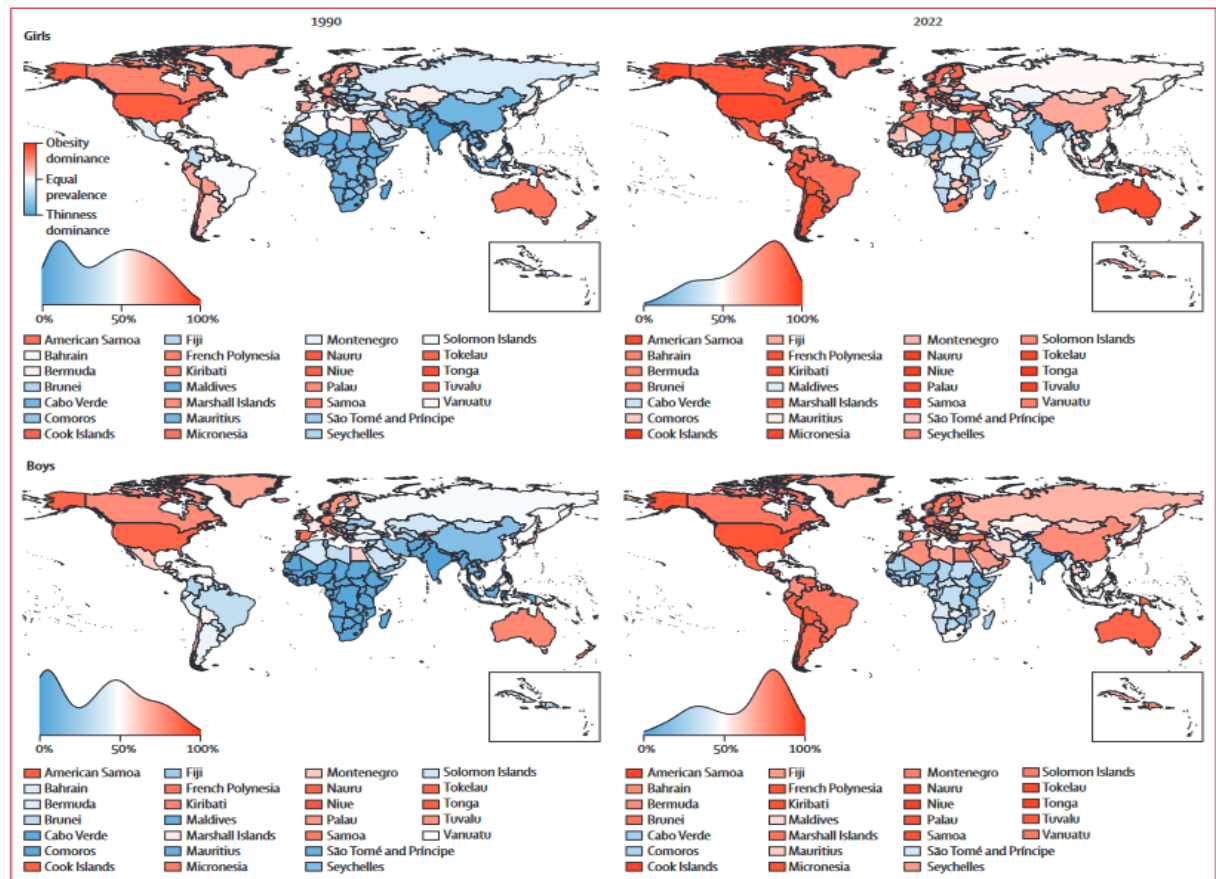 1990 2022
Girls
Obesity
dominance
Equal
prevalence
Thinness
dominance
0% 50% 100% 0% 50% 100%
American Samoa Fiji Montenegro Solomon Islands American Samoa Fiji Montenegro Solomon Islands
Bahrain French Polynesia Nauru Tokelau Bahrain French Polynesia Nauru Tokelau
Bermuda Kiribati Niue Tonga Bermuda Kiribati Niue Tonga
Brunei Maldives Palau Tuvalu Brunei Maldives Palau Tuvalu
Cabo Verde Marshall Islands Samoa Vanuatu Cabo Verde Marshall Islands Samoa Vanuatu
Comoros Mauritius São Tomé and Príncipe Comoros Mauritius São Tomé and Príncipe
Cook Islands Micronesia Seychelles Cook Islands Micronesia Seychelles
Boys
0% 50% 100% 0% 50% 100%
American Samoa Fiji Montenegro Solomon Islands American Samoa Fiji Montenegro Solomon Islands
Bahrain French Polynesia Nauru Tokelau Bahrain French Polynesia Nauru Tokelau
Bermuda Kiribati Niue Tonga Bermuda Kiribati Niue Tonga
Brunei Maldives Palau Tuvalu Brunei Maldives Palau Tuvalu
Cabo Verde Marshall Islands Samoa Vanuatu Cabo Verde Marshall Islands Samoa Vanuatu
Comoros Mauritius São Tomé and Príncipe Comoros Mauritius São Tomé and Príncipe
Cook Islands Micronesia Seychelles Cook Islands Micronesia Seychelles